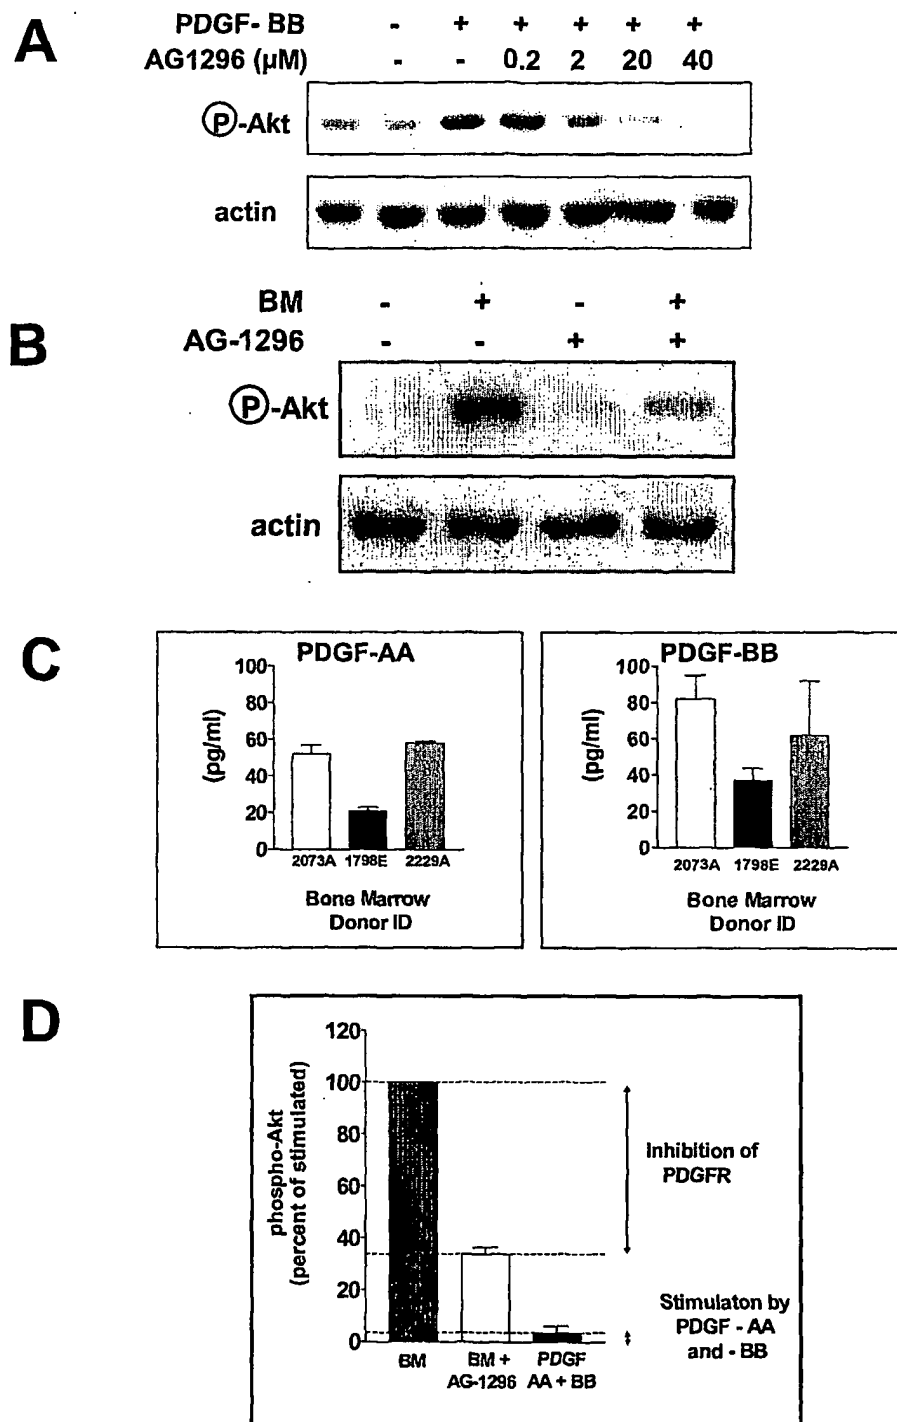 A
PDGF- BB - + + + + +
AG1296 (µM) - - 0.2 2 20 40
P-Akt
actin
B
BM - + - +
AG-1296 - - + +
P-Akt
actin
C
PDGF-AA
100
80
60
40
20
0
(pg/ml)
2073A 1798E 2229A
Bone Marrow
Donor ID
PDGF-BB
100
80
60
40
20
0
(pg/ml)
2073A 1798E 2229A
Bone Marrow
Donor ID
D
120
100
80
60
40
20
0
phospho-Akt
(percent of stimulated)
BM
BM +
AG-1296
PDGF
AA + BB
Inhibition of
PDGFR
Stimulaton by
PDGF - AA
and - BB